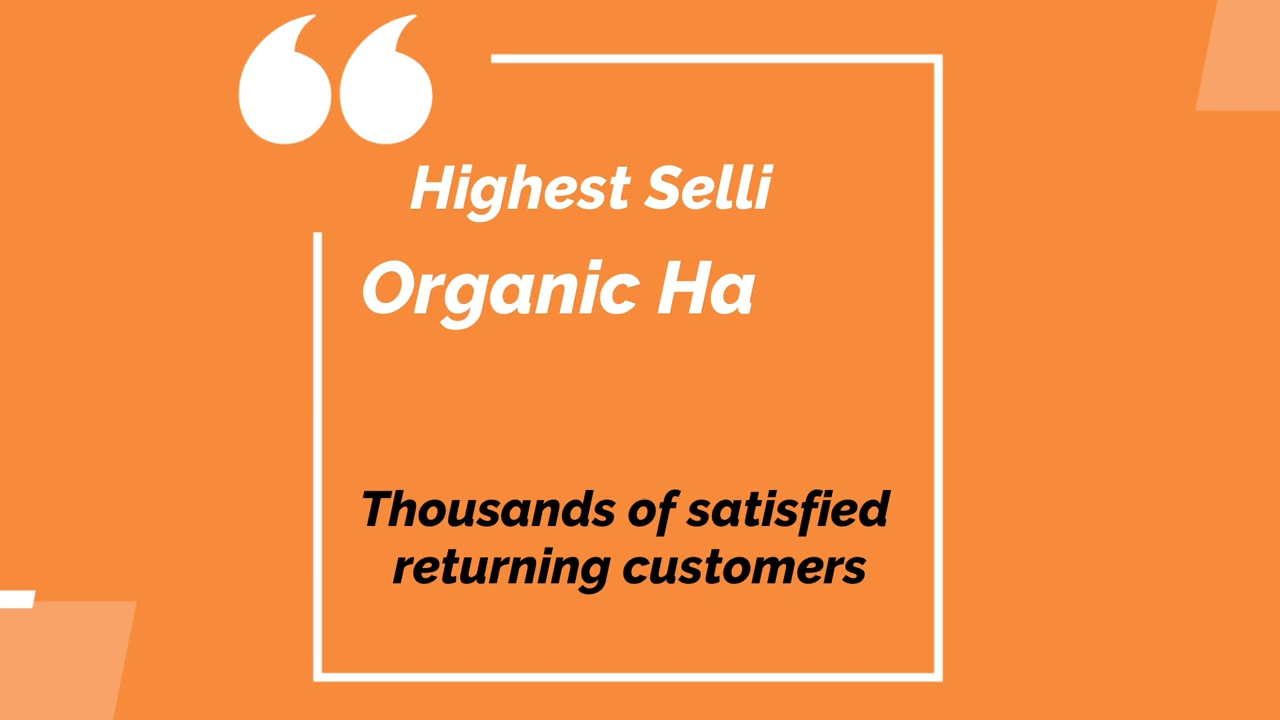 Highest Selli
Organic Ha
Thousands of satisfied
returning customers